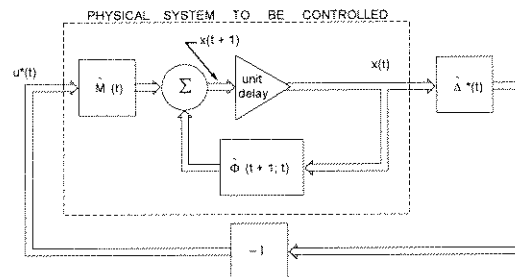 PHYSICAL SYSTEM TO BE CONTROLLED
x(t + 1)
u*(t)
x(t)
M̂ (t)
Σ
unit
delay
Δ̂ *(t)
Φ̂ (t + 1; t)
-I